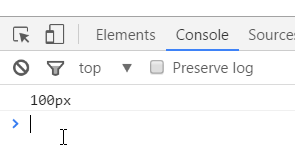 Elements Console Sources
top ▼ Preserve log
100px
>